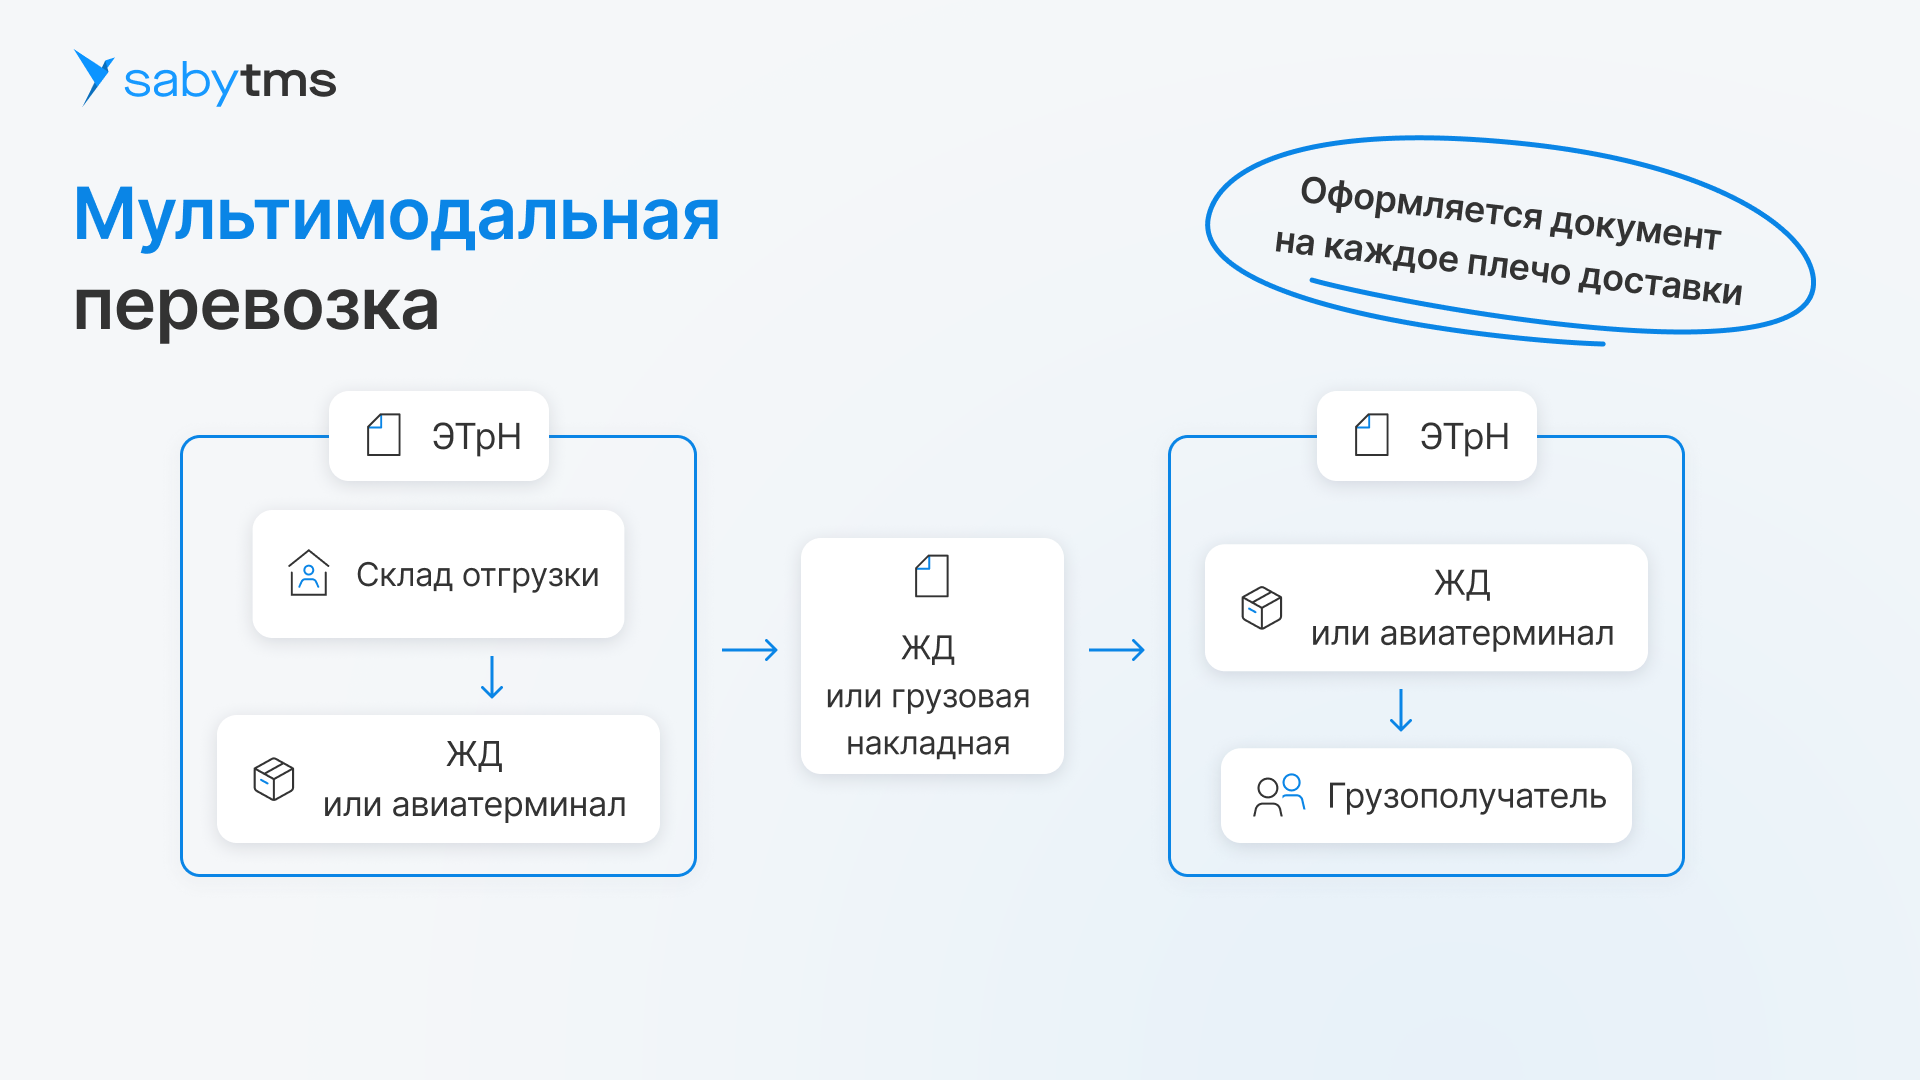 sabytms
Мультимодальная
перевозка
Оформляется документ
на каждое плечо доставки
ЭТрН
Склад отгрузки
ЖД
или авиатерминал
ЖД
или грузовая
накладная
ЭТрН
ЖД
или авиатерминал
Грузополучатель